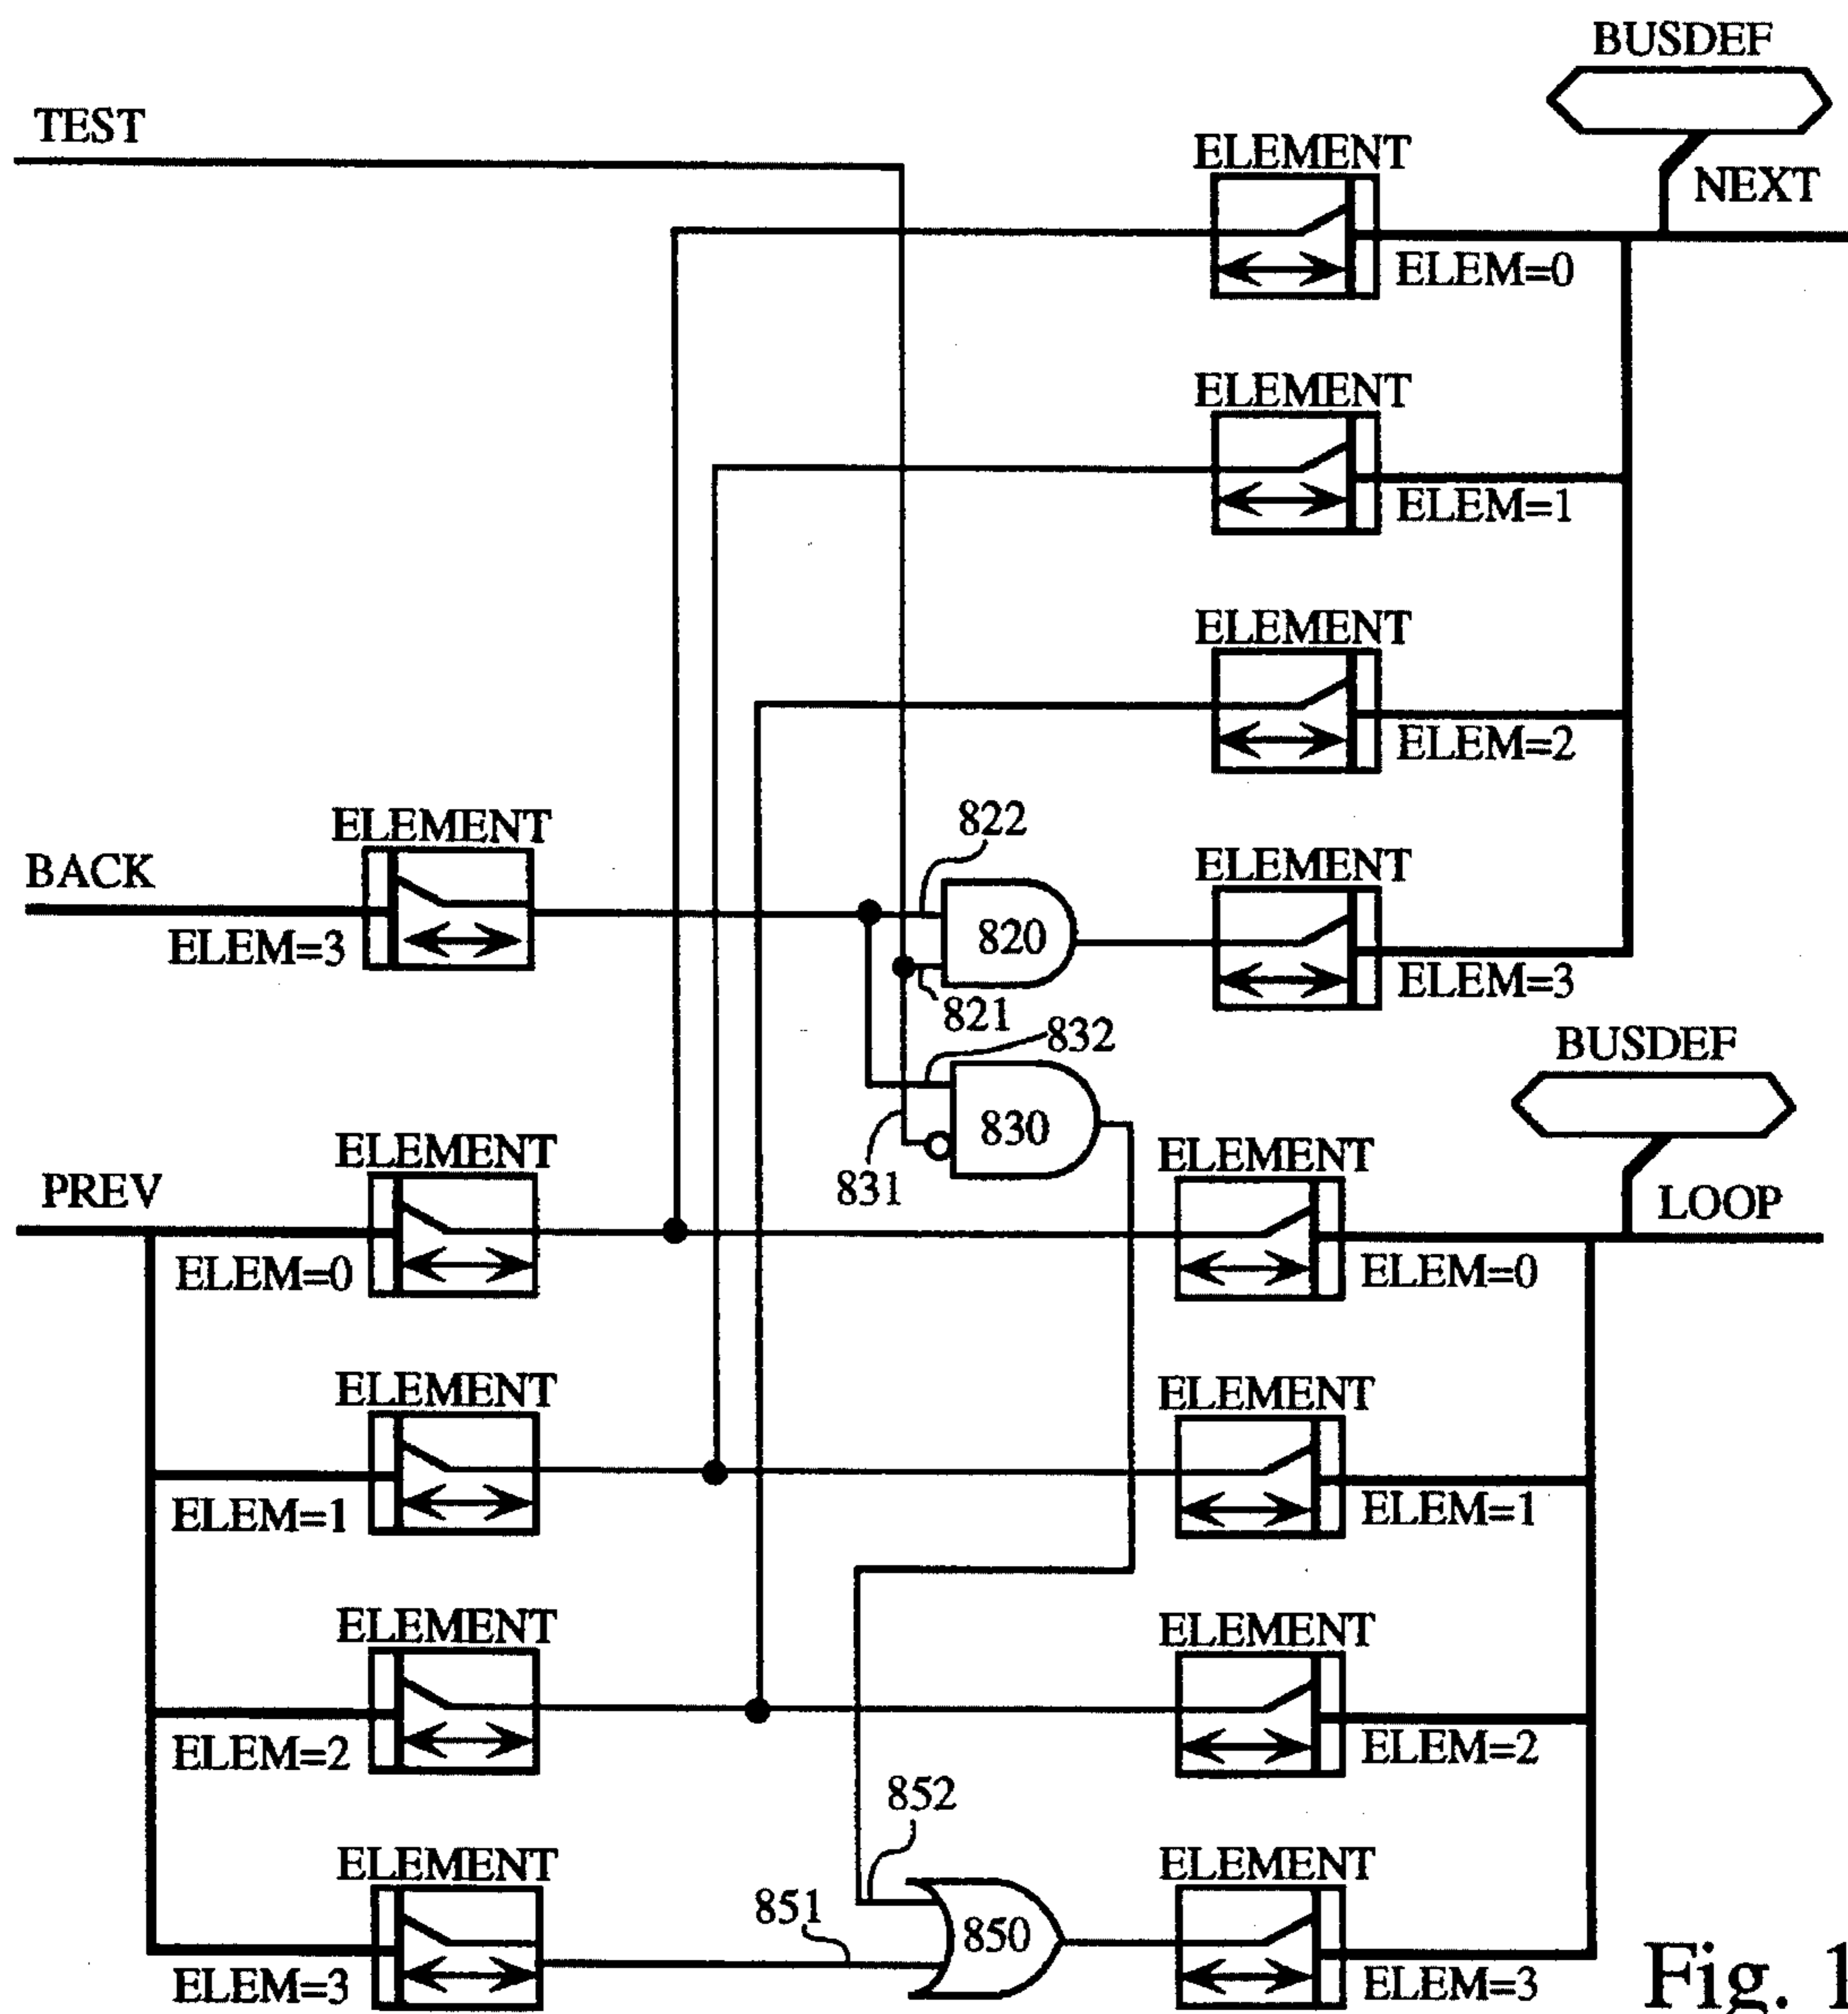 BUSDEF
TEST
ELEMENT
NEXT
ELEM=0
ELEMENT
ELEM=1
ELEMENT
ELEM=2
ELEMENT
822
ELEMENT
BACK
820
ELEM=3
ELEM=3
821
832
BUSDEF
830
ELEMENT
ELEMENT
831
PREV
LOOP
ELEM=0
ELEM=0
ELEMENT
ELEMENT
ELEM=1
ELEM=1
ELEMENT
ELEMENT
ELEM=2
ELEM=2
852
ELEMENT
ELEMENT
851
850
ELEM=3
ELEM=3
Fig. 1